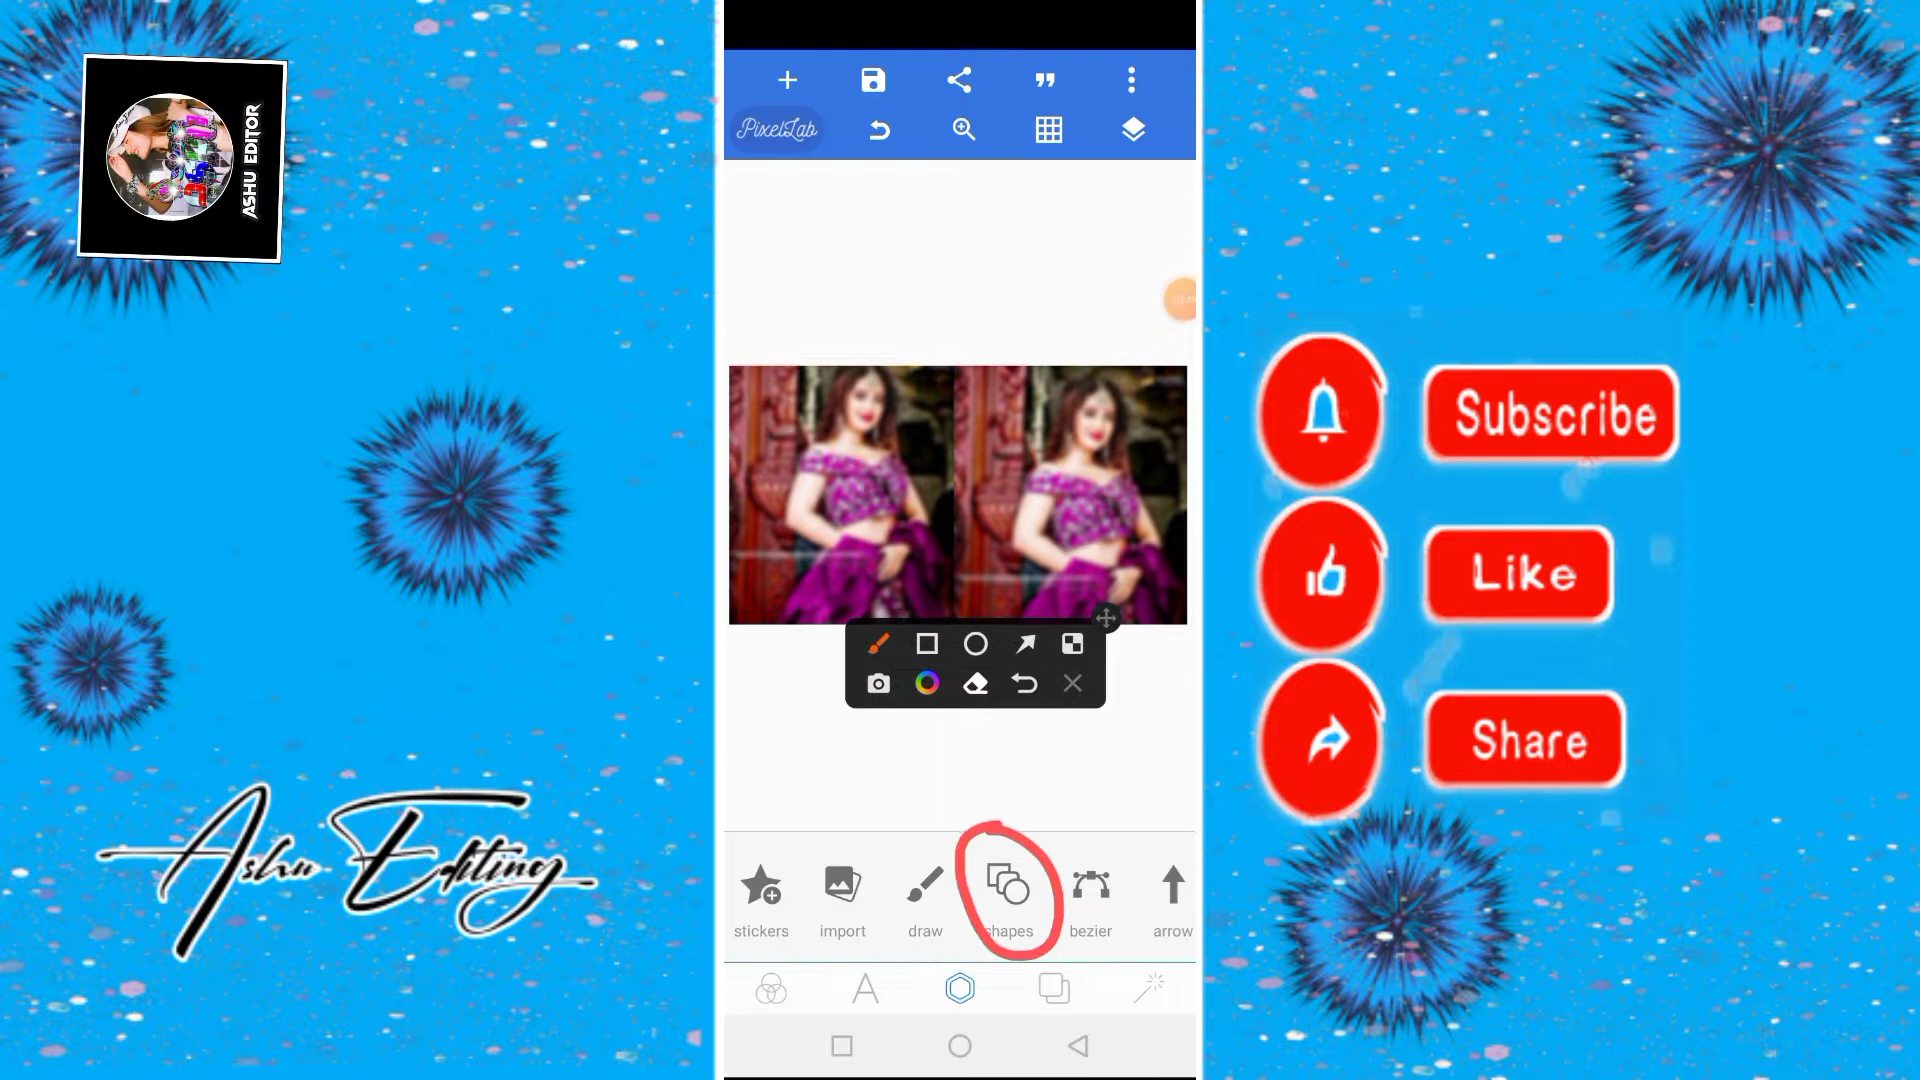 ASHU EDITOR
PixelLab
Subscribe
Like
Share
Ashu Editing
stickers
import
draw
shapes
bezier
arrow